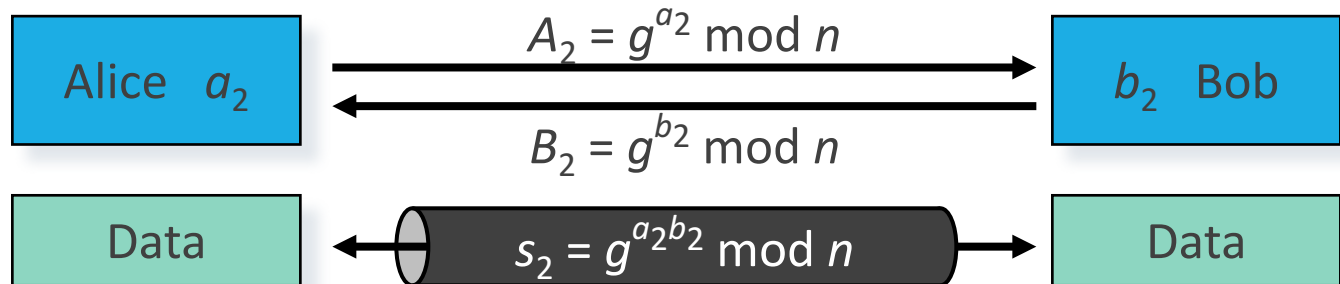 A₂ = g^a₂ mod n
Alice a₂
b₂ Bob
B₂ = g^b₂ mod n
Data
s₂ = g^a₂b₂ mod n
Data